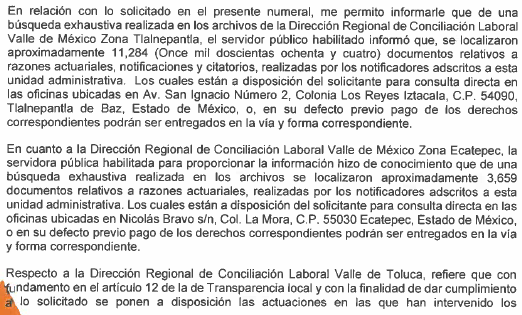 En relación con lo solicitado en el presente numeral, me permito informarle que de una
búsqueda exhaustiva realizada en los archivos de la Dirección Regional de Conciliación Laboral
Valle de México Zona Tlalnepantla, el servidor público habilitado informó que, se localizaron
aproximadamente 11,284 (Once mil doscientas ochenta y cuatro) documentos relativos a
razones actuariales, notificaciones y citatorios, realizadas por los notificadores adscritos a esta
unidad administrativa. Los cuales están a disposición del solicitante para consulta directa en
las oficinas ubicadas en Av. San Ignacio Número 2, Colonia Los Reyes Iztacala, C.P. 54090,
Tlalnepantla de Baz, Estado de México, o, en su defecto previo pago de los derechos
correspondientes podrán ser entregados en la vía y forma correspondiente.
En cuanto a la Dirección Regional de Conciliación Laboral Valle de México Zona Ecatepec, la
servidora pública habilitada para proporcionar la información hizo de conocimiento que de una
búsqueda exhaustiva realizada en los archivos se localizaron aproximadamente 3,659
documentos relativos a razones actuariales, realizadas por los notificadores adscritos a esta
unidad administrativa. Los cuales están a disposición del solicitante para consulta directa en las
oficinas ubicadas en Nicolás Bravo s/n, Col. La Mora, C.P. 55030 Ecatepec, Estado de México,
o en su defecto previo pago de los derechos correspondientes podrán ser entregados en la vía
y forma correspondiente.
Respecto a la Dirección Regional de Conciliación Laboral Valle de Toluca, refiere que con
fundamento en el artículo 12 de la de Transparencia local y con la finalidad de dar cumplimiento
a lo solicitado se ponen a disposición las actuaciones en las que han intervenido los